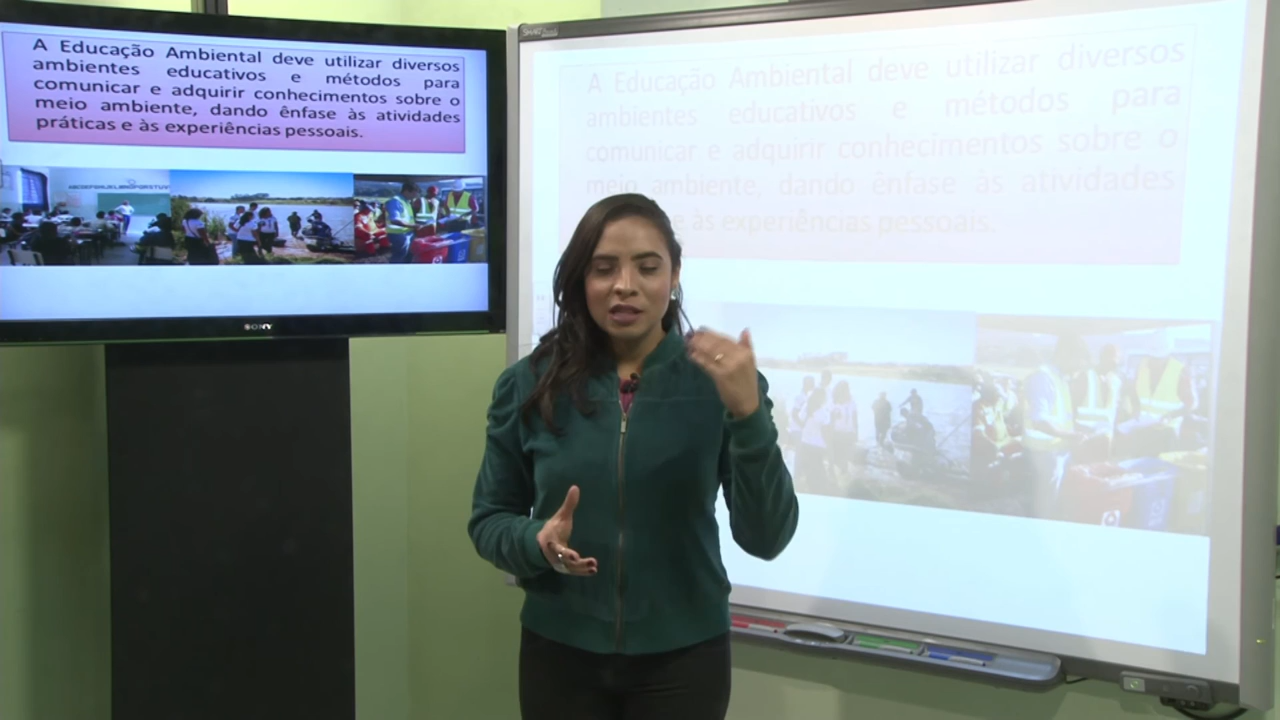 A Educação Ambiental deve utilizar diversos
ambientes educativos e métodos para
comunicar e adquirir conhecimentos sobre o
meio ambiente, dando ênfase às atividades
práticas e às experiências pessoais.
SONY
A Educação Ambiental deve utilizar diversos
ambientes educativos e métodos para
comunicar e adquirir conhecimentos sobre o
meio ambiente, dando ênfase às atividades
e às experiências pessoais.